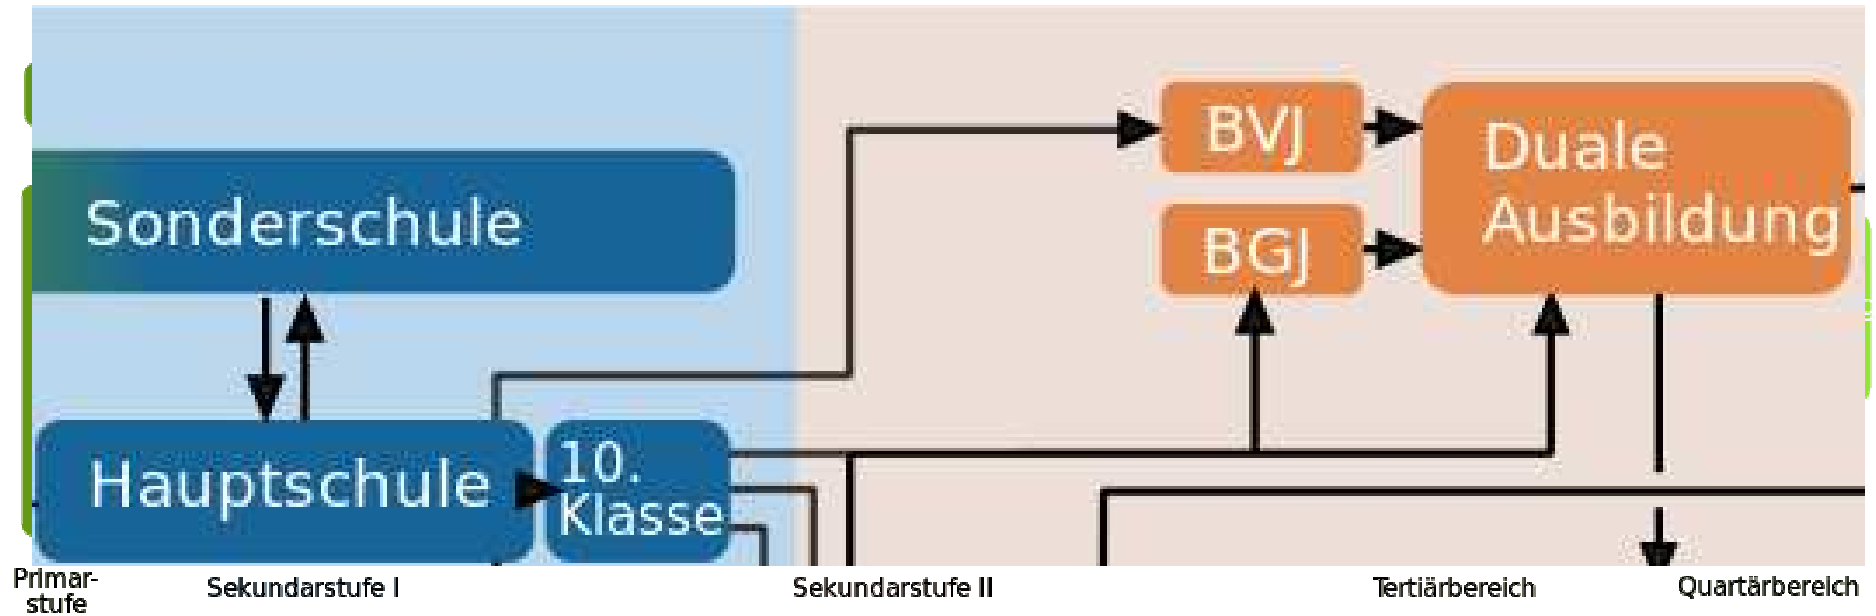 BVJ
Duale
Ausbildung
Sonderschule
BGJ
Hauptschule
10.
Klasse
Primar-
stufe
Sekundarstufe I
Sekundarstufe II
Tertiärbereich
Quartärbereich